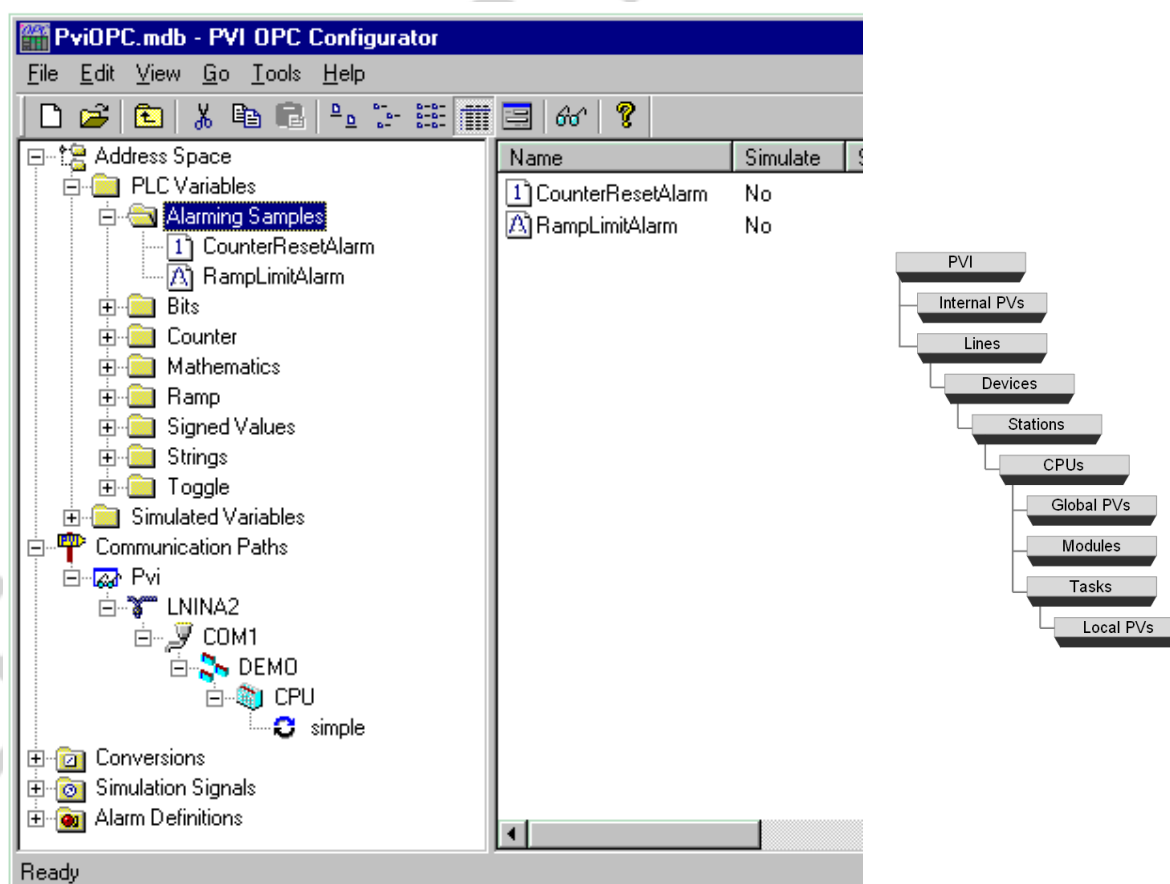 PviOPC.mdb - PVI OPC Configurator
File Edit View Go Tools Help
Address Space
PLC Variables
Alarming Samples
CounterResetAlarm
RampLimitAlarm
Bits
Counter
Mathematics
Ramp
Signed Values
Strings
Toggle
Simulated Variables
Communication Paths
Pvi
LNINA2
COM1
DEMO
CPU
simple
Conversions
Simulation Signals
Alarm Definitions
Name Simulate
CounterResetAlarm No
RampLimitAlarm No
Ready
PVI
Internal PVs
Lines
Devices
Stations
CPUs
Global PVs
Modules
Tasks
Local PVs